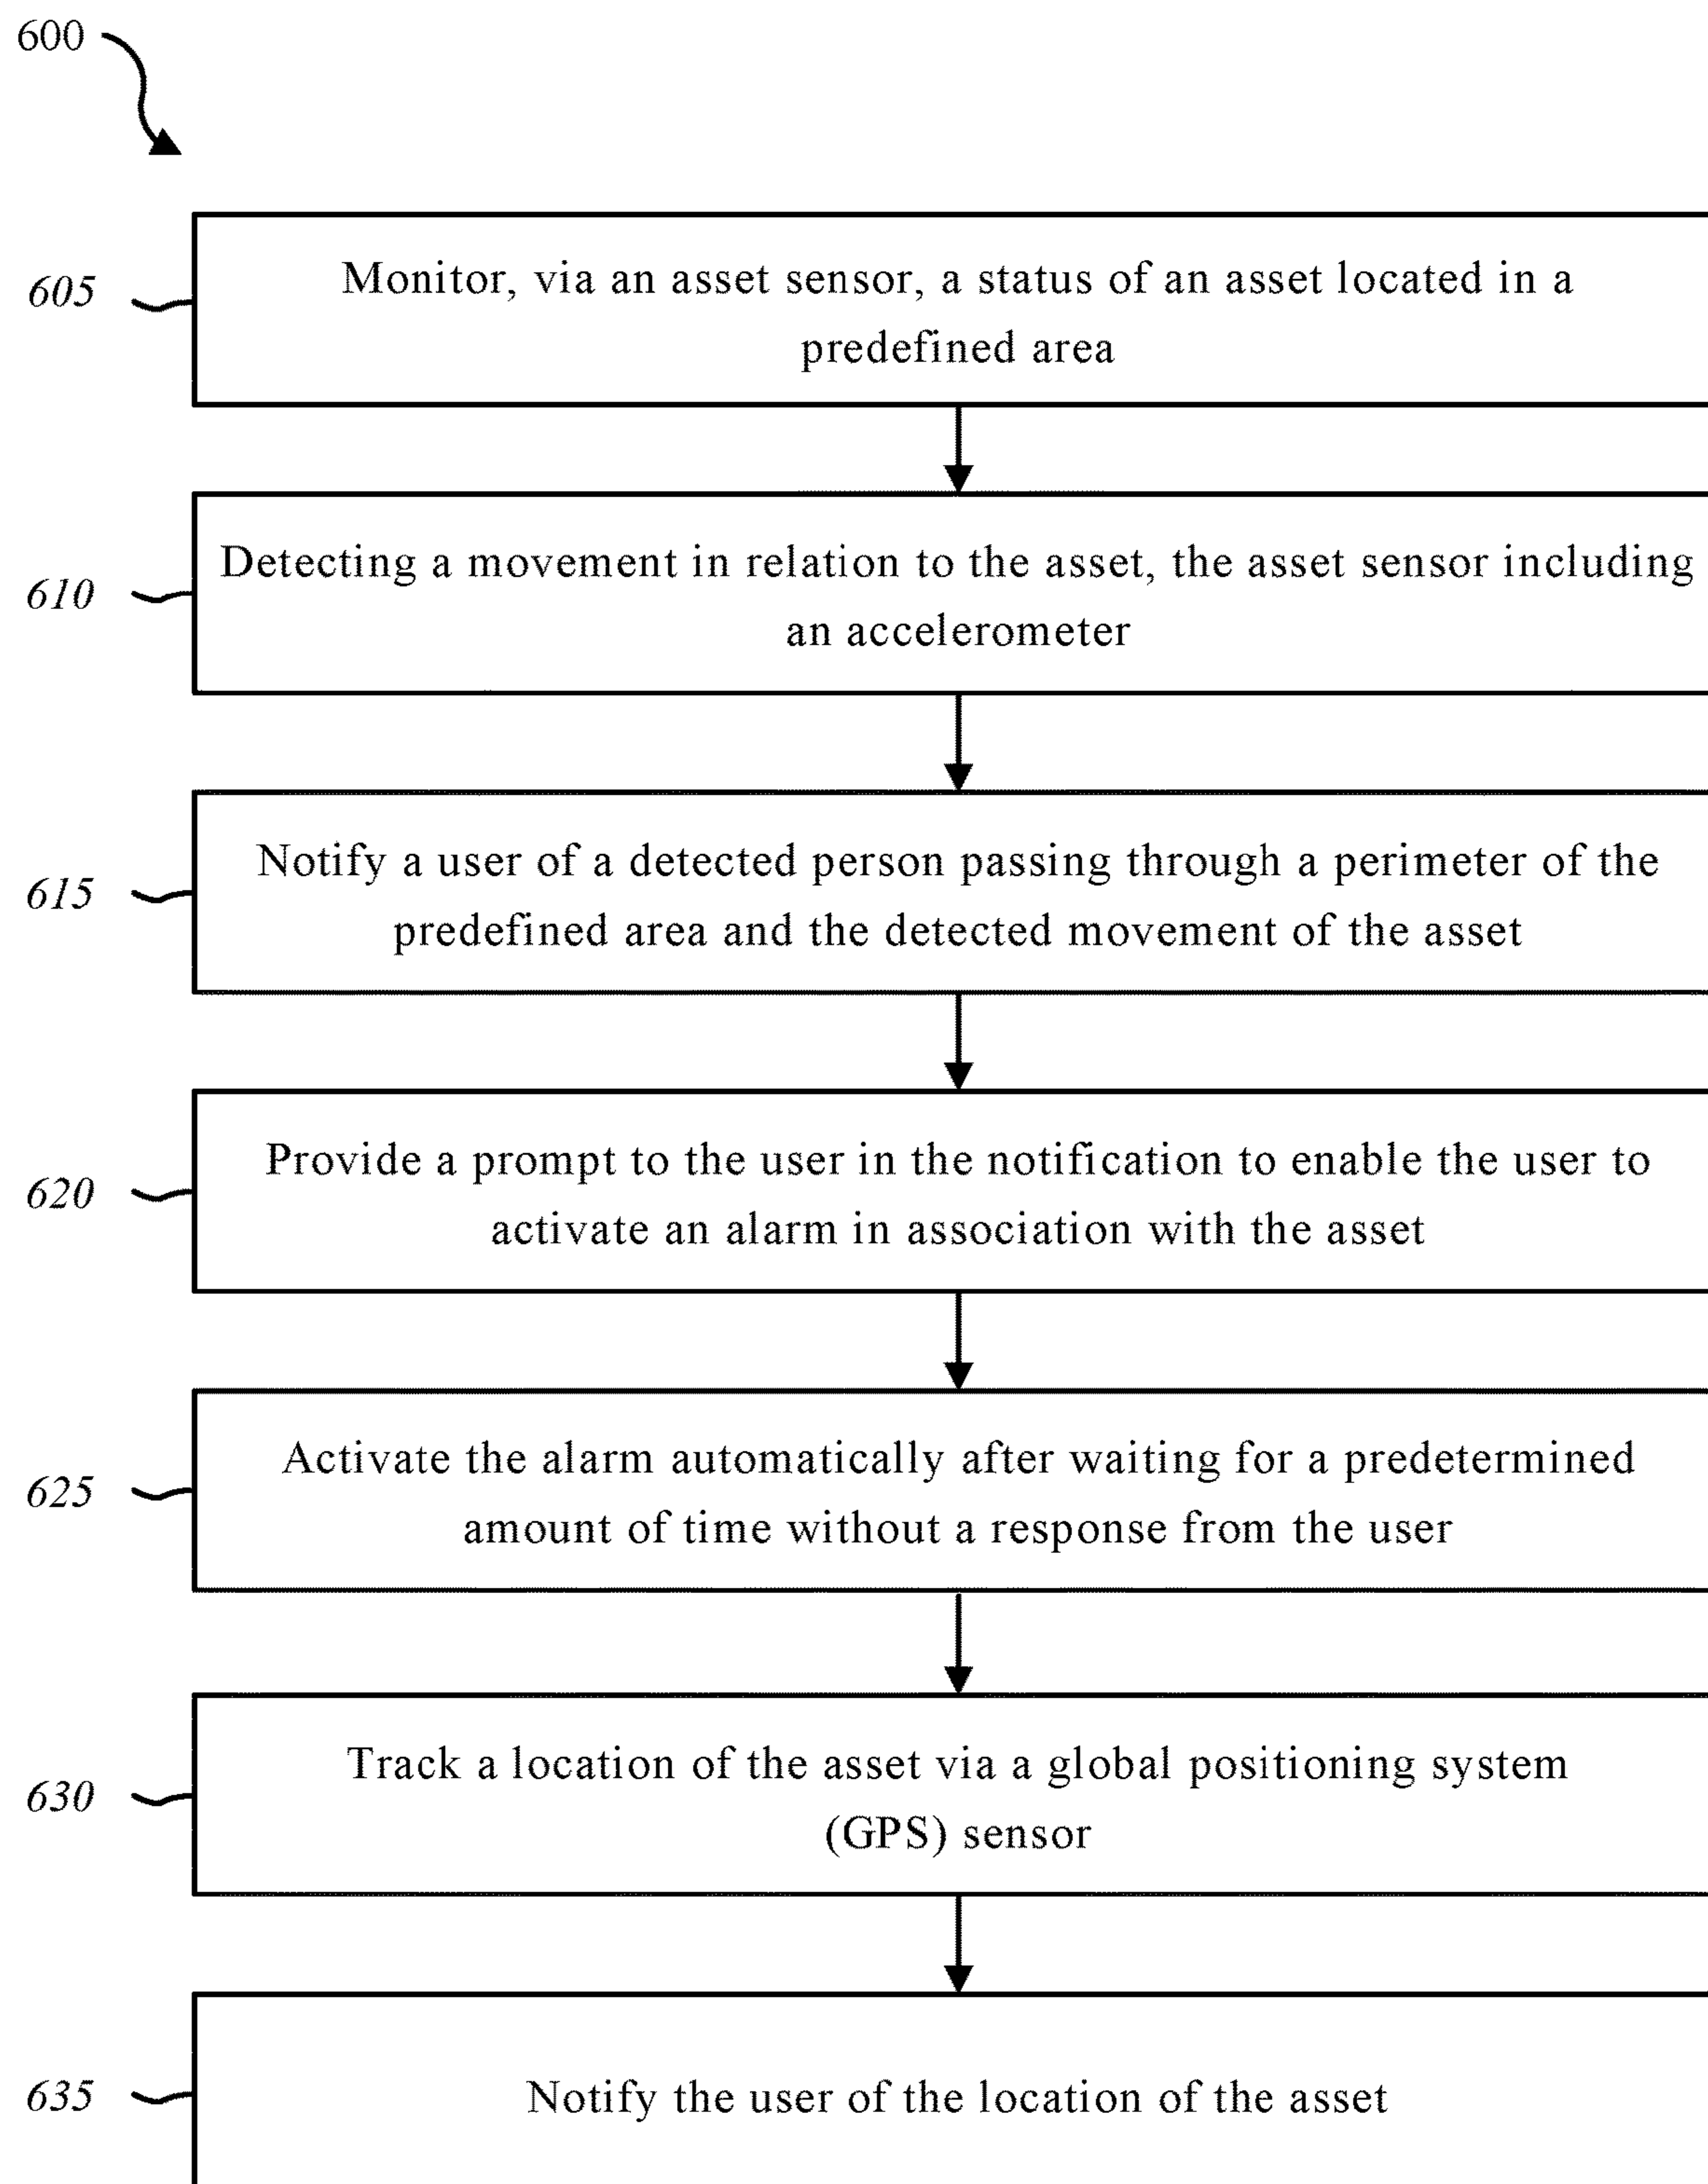 600
605
Monitor, via an asset sensor, a status of an asset located in a
predefined area
610
Detecting a movement in relation to the asset, the asset sensor including
an accelerometer
615
Notify a user of a detected person passing through a perimeter of the
predefined area and the detected movement of the asset
620
Provide a prompt to the user in the notification to enable the user to
activate an alarm in association with the asset
625
Activate the alarm automatically after waiting for a predetermined
amount of time without a response from the user
630
Track a location of the asset via a global positioning system
(GPS) sensor
635
Notify the user of the location of the asset